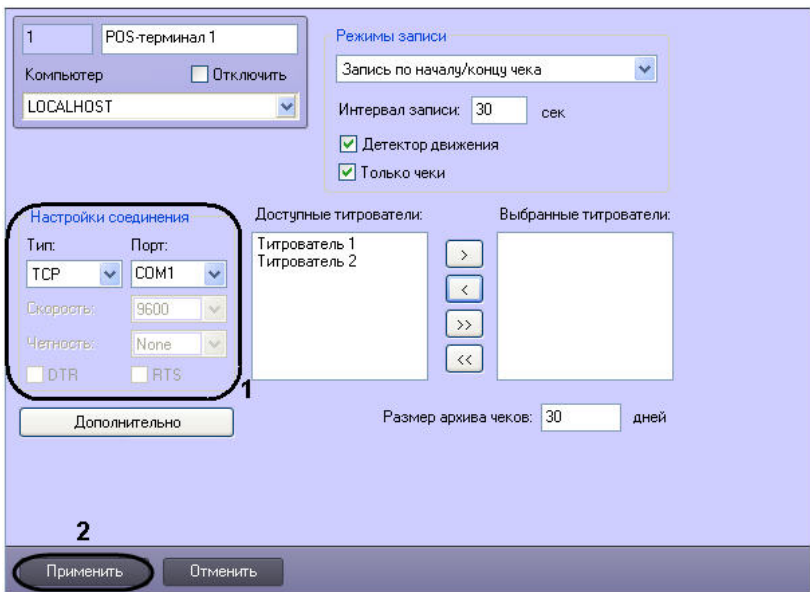 1 POS-терминал 1
Компьютер Отключить
LOCALHOST
Режимы записи
Запись по началу/концу чека
Интервал записи: 30 сек
Детектор движения
Только чеки
Настройки соединения
Тип: Порт:
TCP COM1
Скорость: 9600
Четность: None
DTR RTS
1
Доступные титрователи:
Титрователь 1
Титрователь 2
>
<
>>
<<
Выбранные титрователи:
Дополнительно
Размер архива чеков: 30 дней
2
Применить Отменить